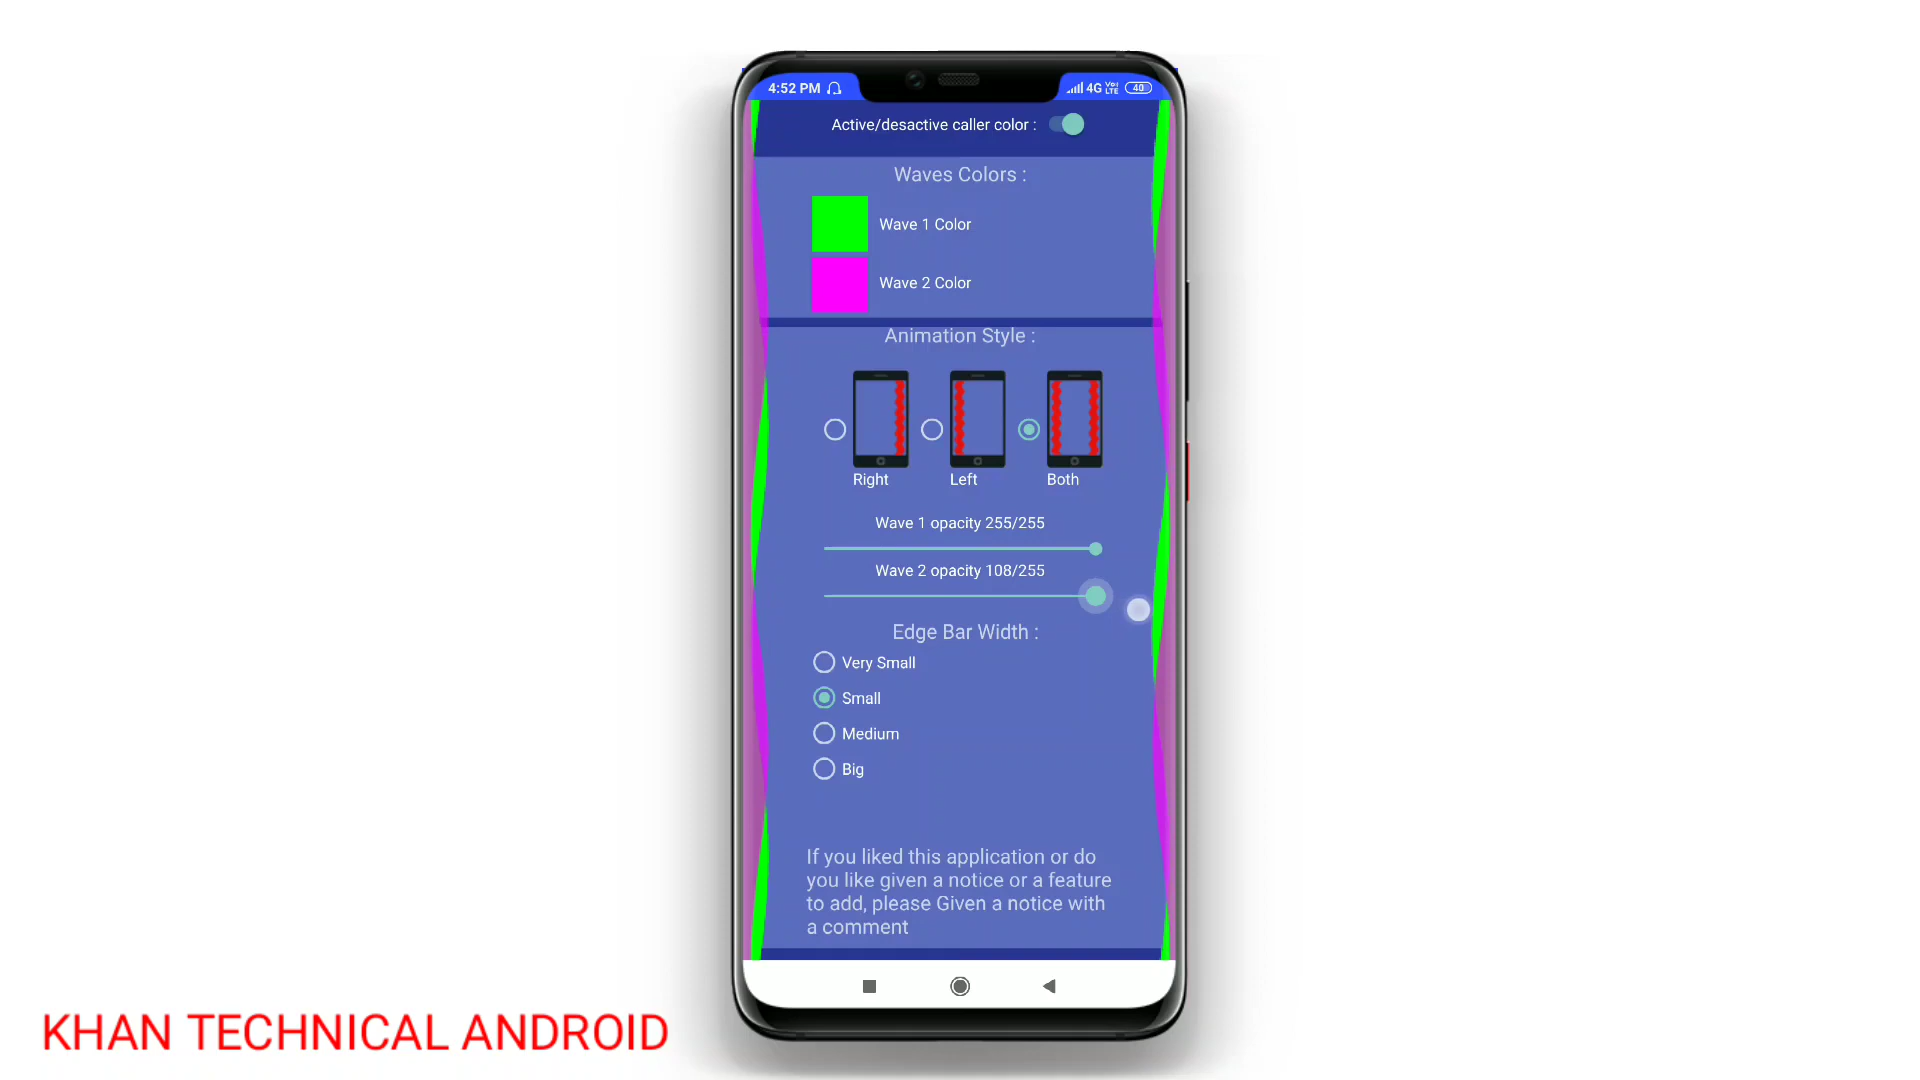 4:52 PM 4G Vo) LTE 40
Active/desactive caller color :
Waves Colors :
Wave 1 Color
Wave 2 Color
Animation Style :
Right Left Both
Wave 1 opacity 255/255
Wave 2 opacity 108/255
Edge Bar Width :
Very Small
Small
Medium
Big
If you liked this application or do
you like given a notice or a feature
to add, please Given a notice with
a comment
KHAN TECHNICAL ANDROID